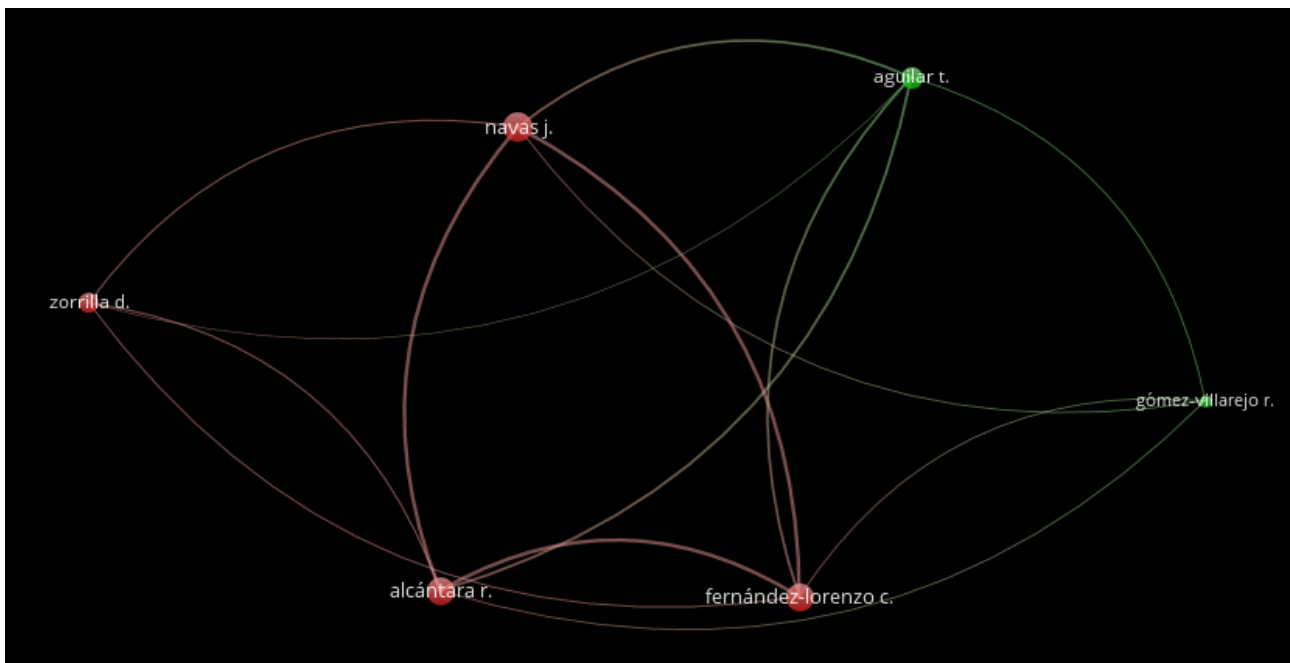 aguilar t.
navas j.
zorrilla d.
gómez-villarejo r.
alcántara r.
fernández-lorenzo c.